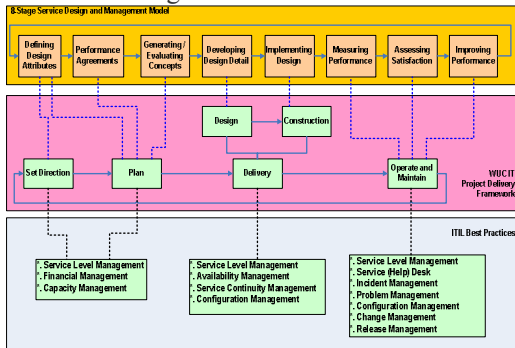 8.Stage Service Design and Management Model
Defining
Design
Attributes
Performance
Agreements
Generating /
Evaluating
Concepts
Developing
Design Detail
Implementing
Design
Measuring
Performance
Assessing
Satisfaction
Improving
Performance
Design
Construction
Set Direction
Plan
Delivery
Operate and
Maintain
WUC IT
Project Delivery
Framework
ITIL Best Practices
*. Service Level Management
*. Financial Management
*. Capacity Management
*. Service Level Management
*. Availability Management
*. Service Continuity Management
*. Configuration Management
*. Service Level Management
*. Service (Help) Desk
*. Incident Management
*. Problem Management
*. Configuration Management
*. Change Management
*. Release Management